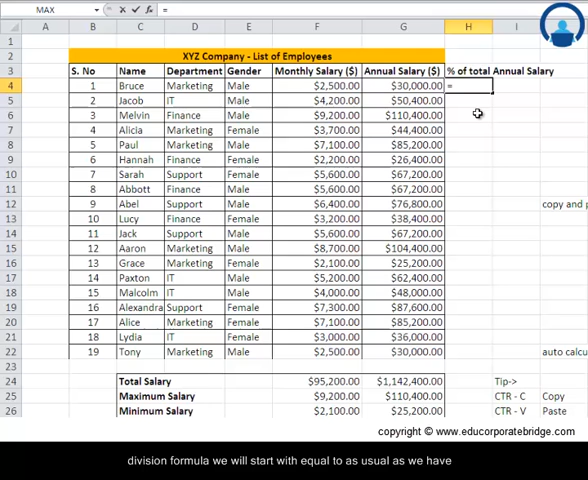 MAX =
A B C D E F G H I J
1
2 XYZ Company - List of Employees
3 S. No Name Department Gender Monthly Salary ($) Annual Salary ($) % of total Annual Salary
4 1 Bruce Marketing Male $2,500.00 $30,000.00 =
5 2 Jacob IT Male $4,200.00 $50,400.00
6 3 Melvin Finance Male $9,200.00 $110,400.00
7 4 Alicia Marketing Female $3,700.00 $44,400.00
8 5 Paul Marketing Male $7,100.00 $85,200.00
9 6 Hannah Finance Female $2,200.00 $26,400.00
10 7 Sarah Support Female $5,600.00 $67,200.00
11 8 Abbott Finance Male $5,600.00 $67,200.00
12 9 Abel Support Male $6,400.00 $76,800.00 copy and p
13 10 Lucy Finance Female $3,200.00 $38,400.00
14 11 Jack Support Male $5,600.00 $67,200.00
15 12 Aaron Marketing Male $8,700.00 $104,400.00
16 13 Grace Marketing Female $2,100.00 $25,200.00
17 14 Paxton IT Male $5,200.00 $62,400.00
18 15 Malcolm IT Male $4,000.00 $48,000.00
19 16 Alexandra Support Female $7,300.00 $87,600.00
20 17 Alice Marketing Female $7,100.00 $85,200.00
21 18 Lydia IT Female $3,000.00 $36,000.00
22 19 Tony Marketing Male $2,500.00 $30,000.00 auto calcu
23
24 Total Salary $95,200.00 $1,142,400.00 Tip->
25 Maximum Salary $9,200.00 $110,400.00 CTR - C Copy
26 Minimum Salary $2,100.00 $25,200.00 CTR - V Paste
copyright © www.educorporatebridge.com
division formula we will start with equal to as usual as we have